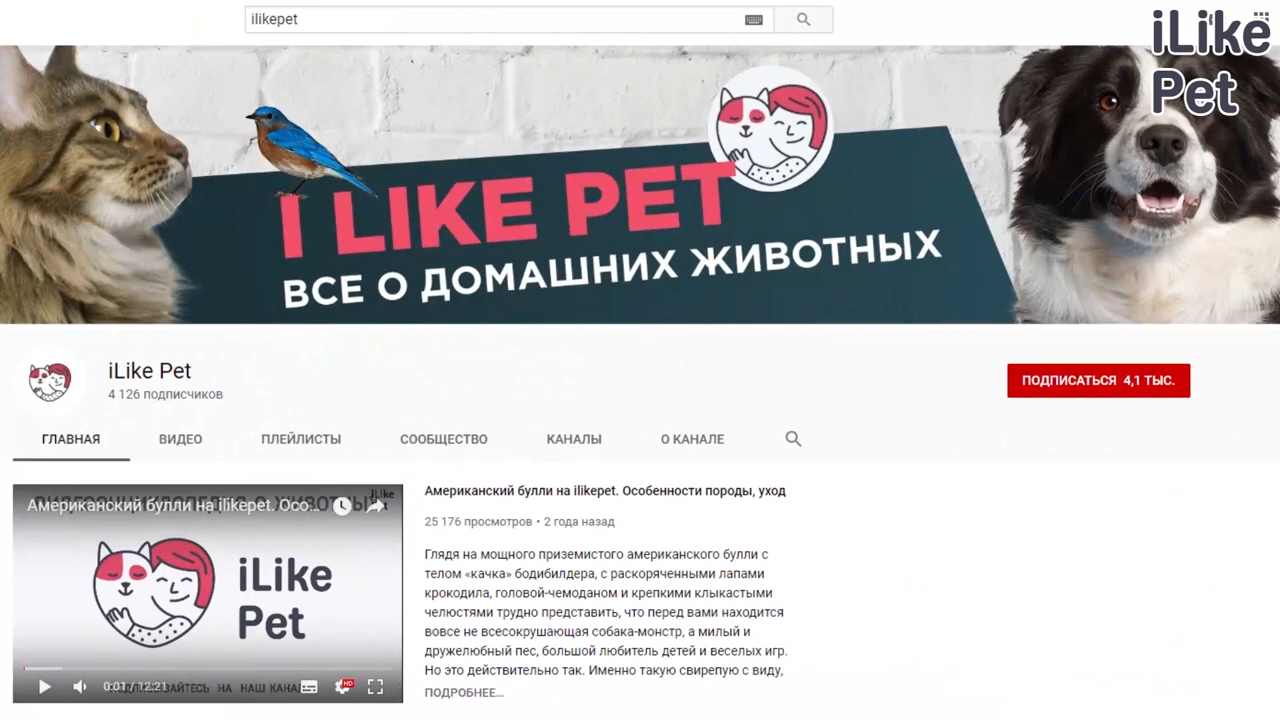 ilikepet
iLike
Pet
I LIKE PET
ВСЕ О ДОМАШНИХ ЖИВОТНЫХ
iLike Pet
4 126 подписчиков
ПОДПИСАТЬСЯ 4,1 ТЫС.
ГЛАВНАЯ
ВИДЕО
ПЛЕЙЛИСТЫ
СООБЩЕСТВО
КАНАЛЫ
О КАНАЛЕ
Американский булли на ilikepet. Осо...
iLike
Pet
0:01 / 12:21
HD
Американский булли на ilikepet. Особенности породы, уход
25 176 просмотров • 2 года назад
Глядя на мощного приземистого американского булли с
телом «качка» бодибилдера, с раскоряченными лапами
крокодила, головой-чемоданом и крепкими клыкастыми
челюстями трудно представить, что перед вами находится
вовсе не всесокрушающая собака-монстр, а милый и
дружелюбный пес, большой любитель детей и веселых игр.
Но это действительно так. Именно такую свирепую с виду,
ПОДРОБНЕЕ...